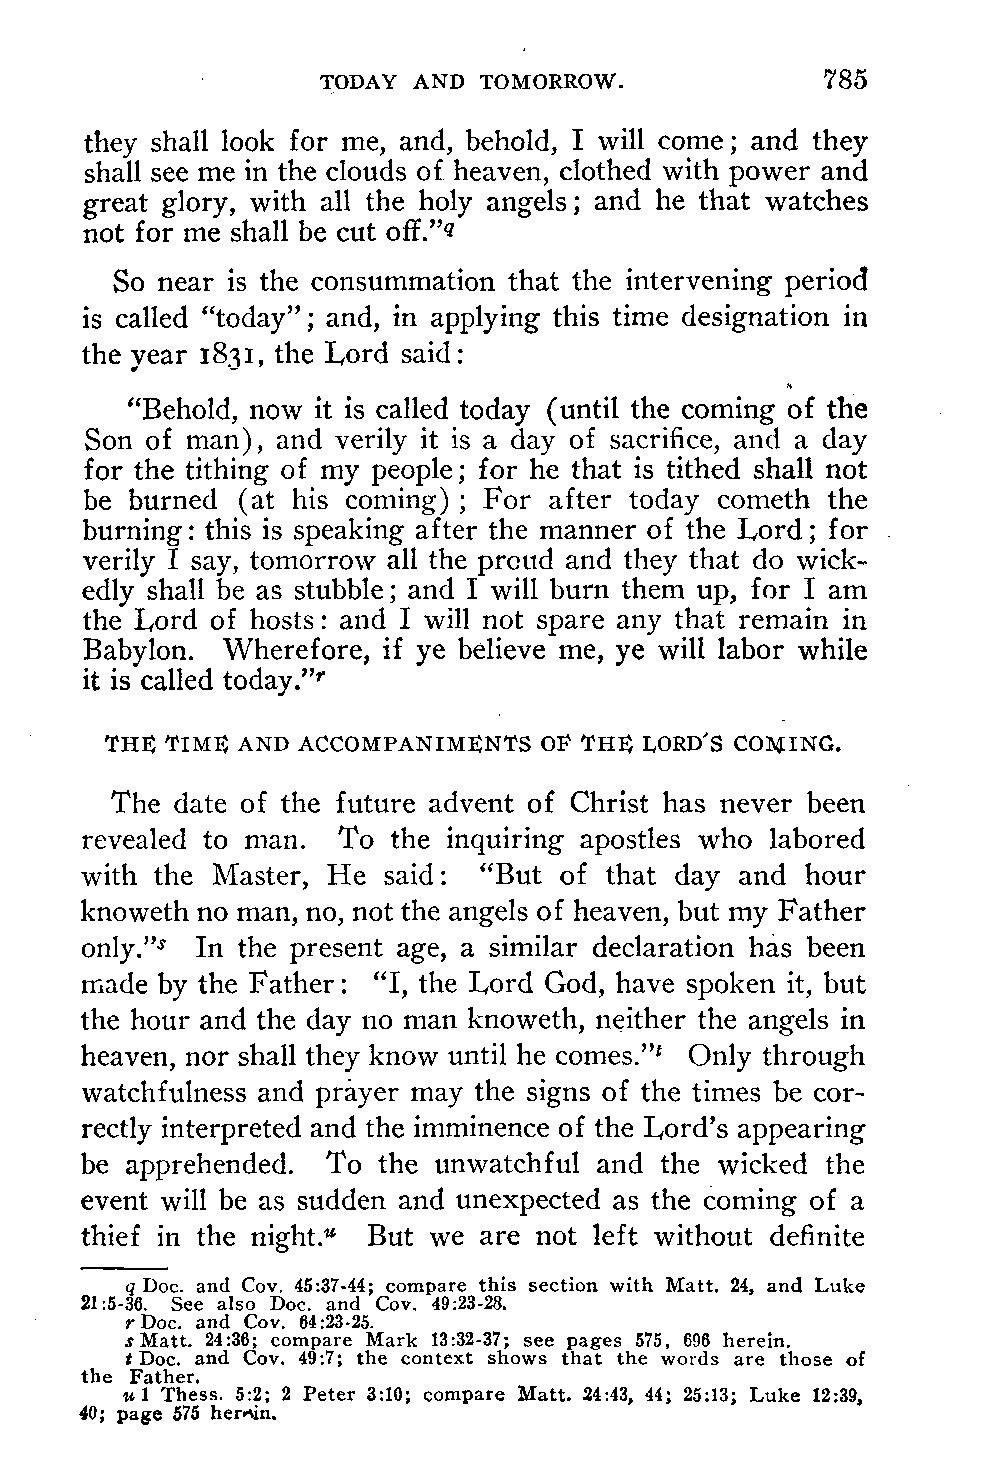 TODAY AND TOMORROW. 785
they shall look for me, and, behold, I will come; and they
shall see me in the clouds of heaven, clothed with power and
great glory, with all the holy angels; and he that watches
not for me shall be cut off."q
So near is the consummation that the intervening period
is called "today"; and, in applying this time designation in
the year 1831, the Lord said:
"Behold, now it is called today (until the coming of the
Son of man), and verily it is a day of sacrifice, and a day
for the tithing of my people; for he that is tithed shall not
be burned (at his coming); For after today cometh the
burning: this is speaking after the manner of the Lord; for
verily I say, tomorrow all the proud and they that do wick-
edly shall be as stubble; and I will burn them up, for I am
the Lord of hosts: and I will not spare any that remain in
Babylon. Wherefore, if ye believe me, ye will labor while
it is called today."r
THE TIME AND ACCOMPANIMENTS OF THE LORD'S COMING.
The date of the future advent of Christ has never been
revealed to man. To the inquiring apostles who labored
with the Master, He said: "But of that day and hour
knoweth no man, no, not the angels of heaven, but my Father
only."s In the present age, a similar declaration has been
made by the Father: "I, the Lord God, have spoken it, but
the hour and the day no man knoweth, neither the angels in
heaven, nor shall they know until he comes."t Only through
watchfulness and prayer may the signs of the times be cor-
rectly interpreted and the imminence of the Lord's appearing
be apprehended. To the unwatchful and the wicked the
event will be as sudden and unexpected as the coming of a
thief in the night.u But we are not left without definite
q Doc. and Cov. 45:37-44; compare this section with Matt. 24, and Luke
21:5-36. See also Doc. and Cov. 49:23-28.
r Doc. and Cov. 64:23-25.
s Matt. 24:36; compare Mark 13:32-37; see pages 575, 696 herein.
t Doc. and Cov. 49:7; the context shows that the words are those of
the Father.
u 1 Thess. 5:2; 2 Peter 3:10; compare Matt. 24:43, 44; 25:13; Luke 12:39,
40; page 575 herein.